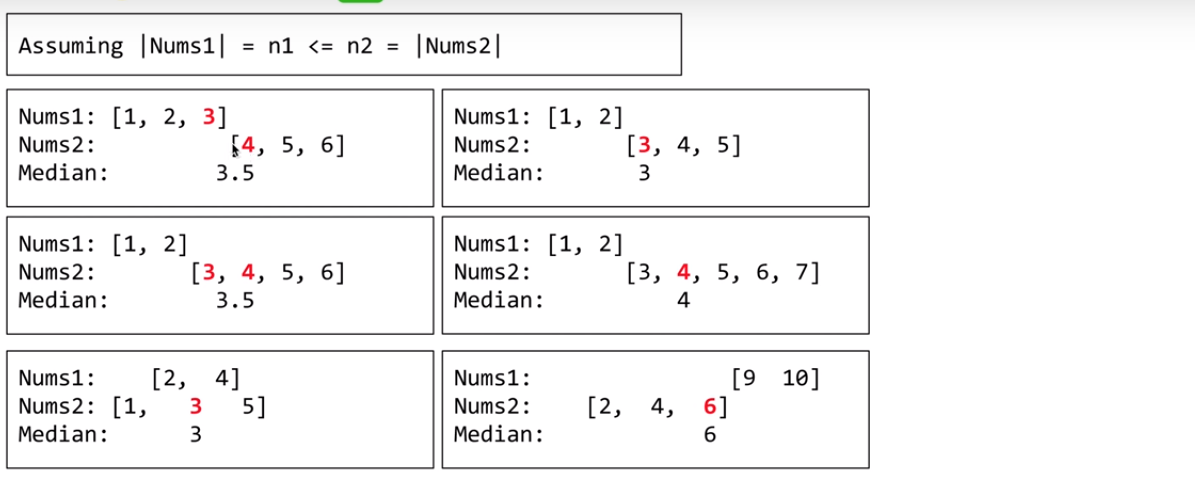 Assuming |Nums1| = n1 <= n2 = |Nums2|
Nums1: [1, 2, 3]
Nums2: [4, 5, 6]
Median: 3.5
Nums1: [1, 2]
Nums2: [3, 4, 5]
Median: 3
Nums1: [1, 2]
Nums2: [3, 4, 5, 6]
Median: 3.5
Nums1: [1, 2]
Nums2: [3, 4, 5, 6, 7]
Median: 4
Nums1: [2, 4]
Nums2: [1, 3 5]
Median: 3
Nums1: [9 10]
Nums2: [2, 4, 6]
Median: 6